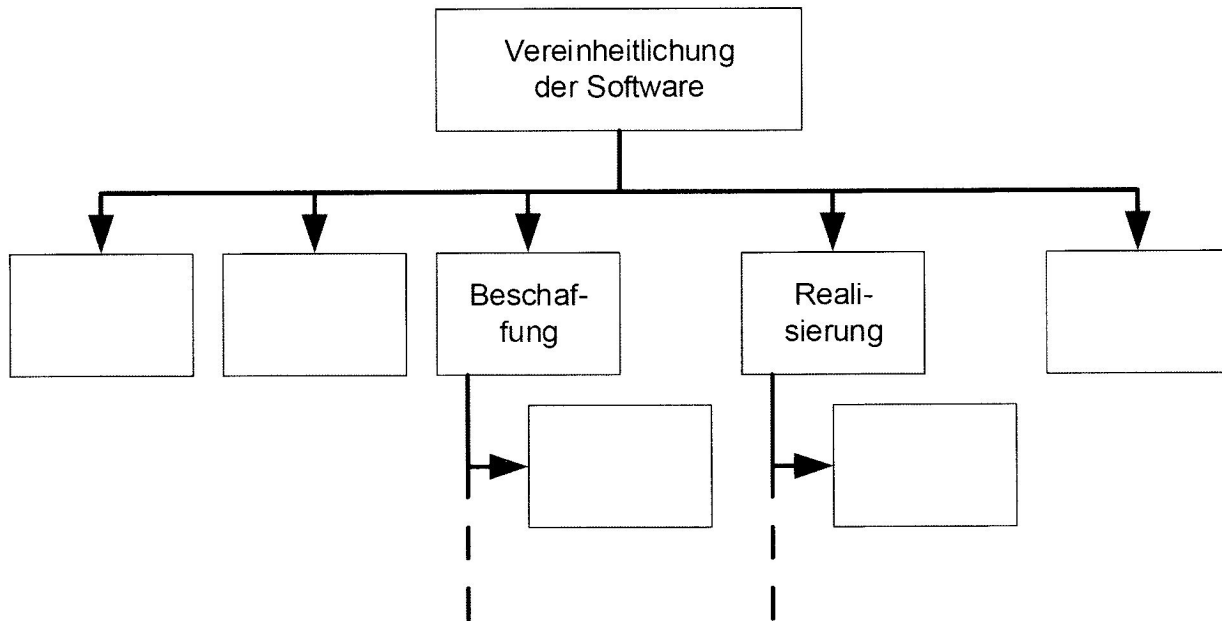 Vereinheitlichung
der Software
Beschaf-
fung
Reali-
sierung